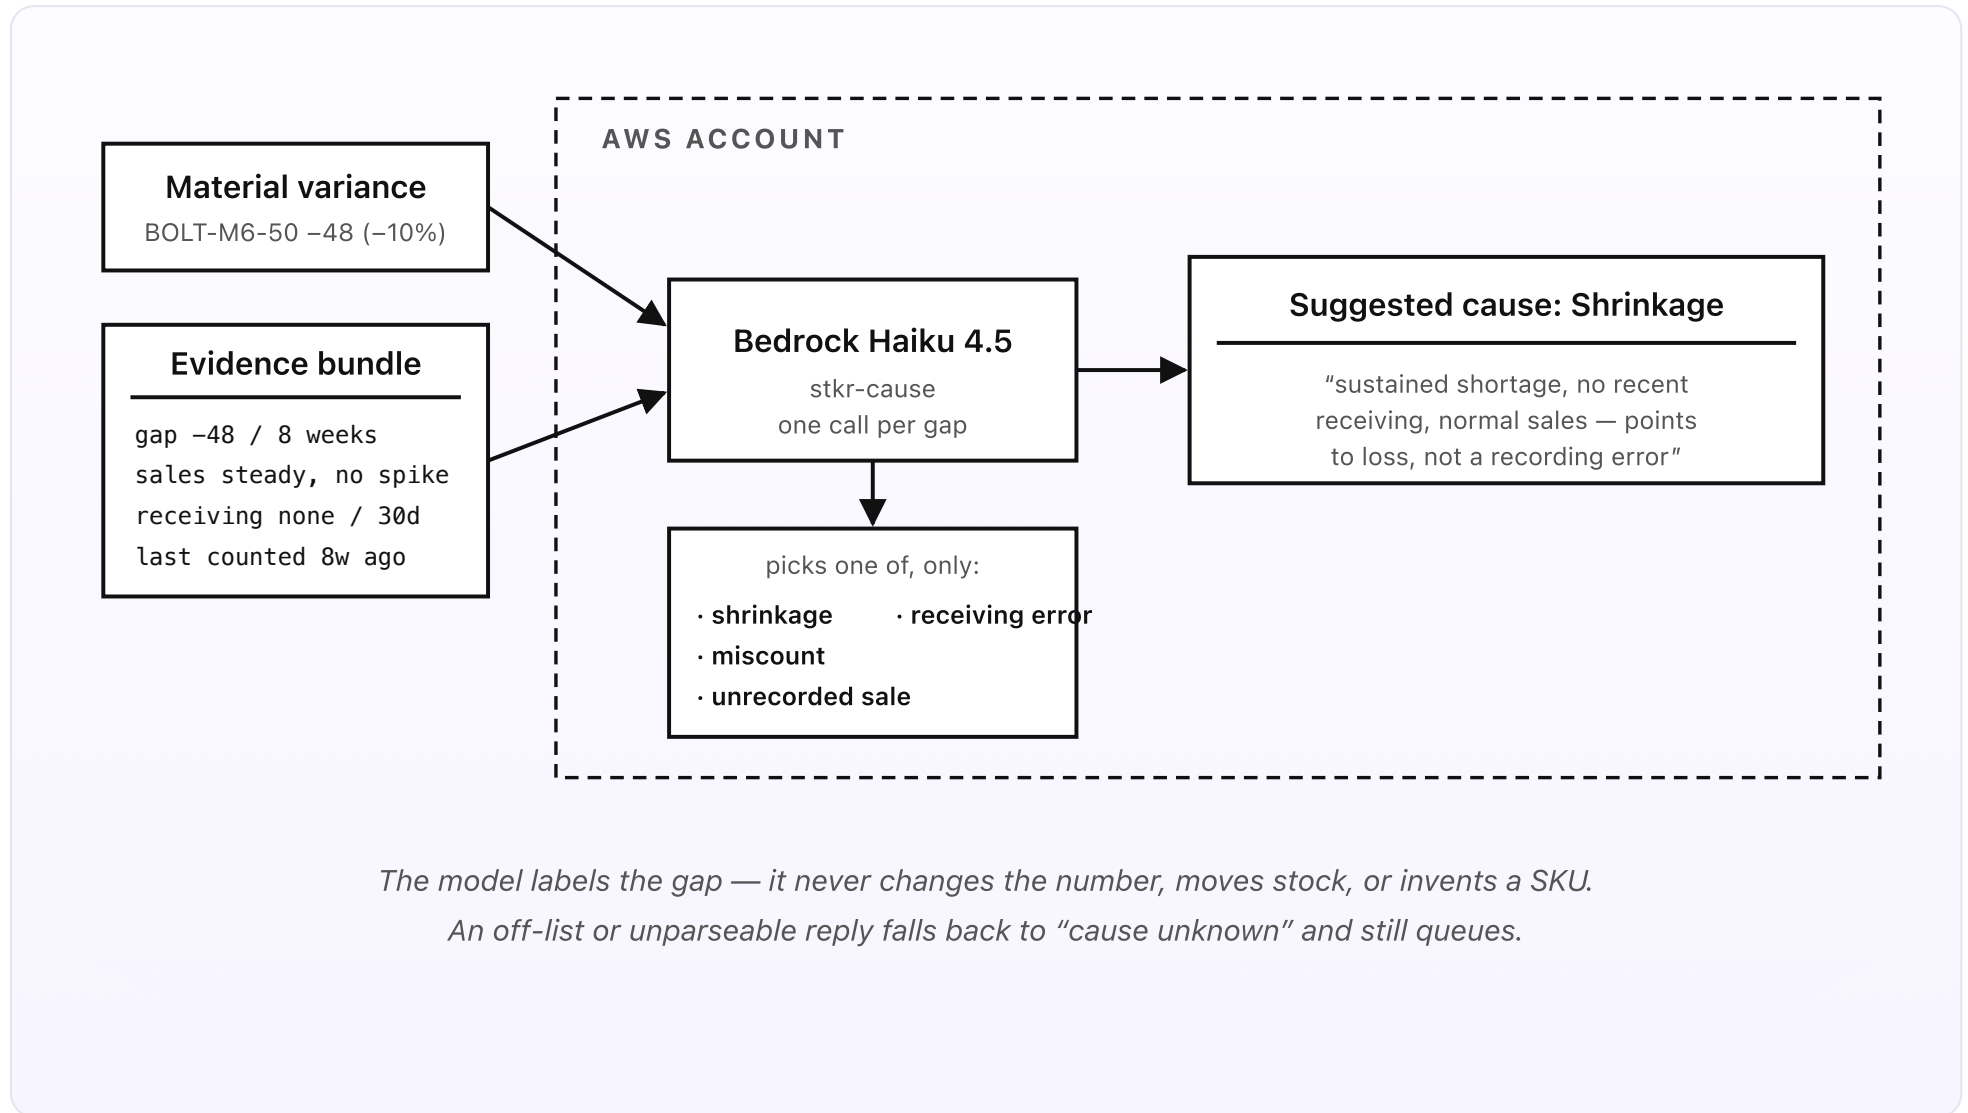 AWS ACCOUNT
Material variance
BOLT-M6-50 −48 (−10%)
Evidence bundle
gap −48 / 8 weeks
sales steady, no spike
receiving none / 30d
last counted 8w ago
Bedrock Haiku 4.5
stkr-cause
one call per gap
picks one of, only:
· shrinkage · receiving error
· miscount
· unrecorded sale
Suggested cause: Shrinkage
“sustained shortage, no recent
receiving, normal sales — points
to loss, not a recording error”
The model labels the gap — it never changes the number, moves stock, or invents a SKU.
An off-list or unparseable reply falls back to “cause unknown” and still queues.